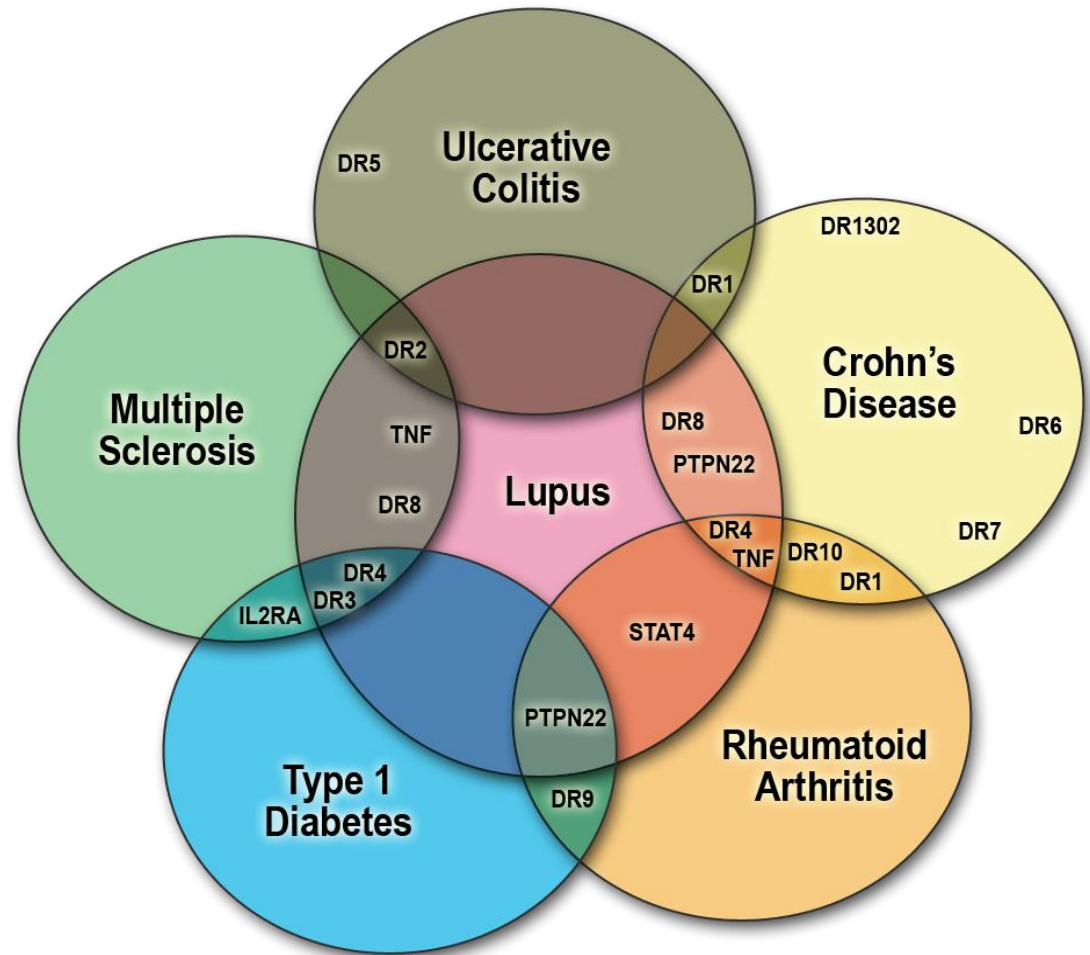 DR5
Ulcerative
Colitis
DR1302
DR1
DR2
Crohn's
Disease
Multiple
Sclerosis
TNF
DR8
DR6
DR8
PTPN22
Lupus
DR4
TNF
DR10
DR1
DR7
DR4
DR3
IL2RA
STAT4
PTPN22
Rheumatoid
Arthritis
Type 1
Diabetes
DR9